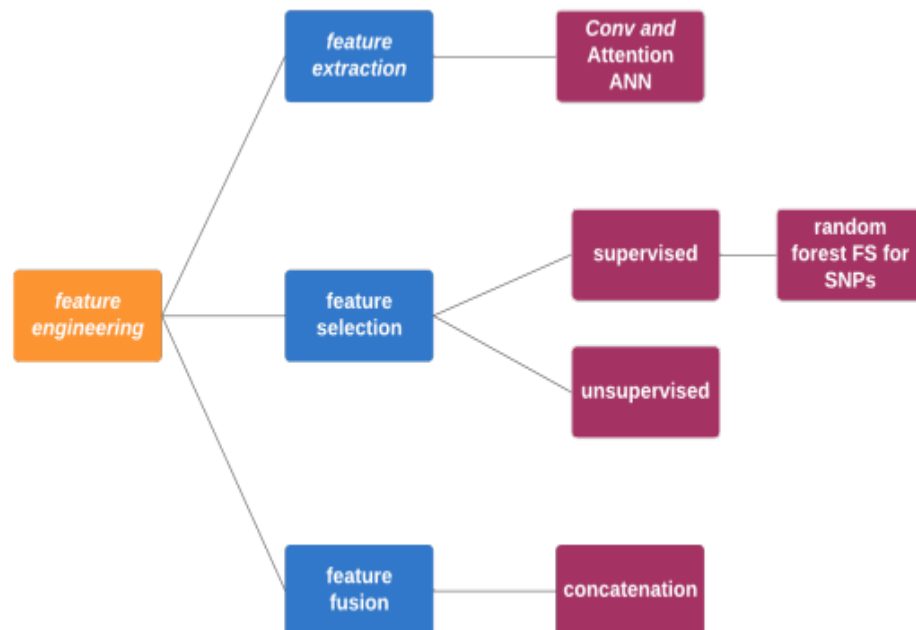 feature
extraction
Conv and
Attention
ANN
feature
engineering
feature
selection
supervised
random
forest FS for
SNPs
unsupervised
feature
fusion
concatenation